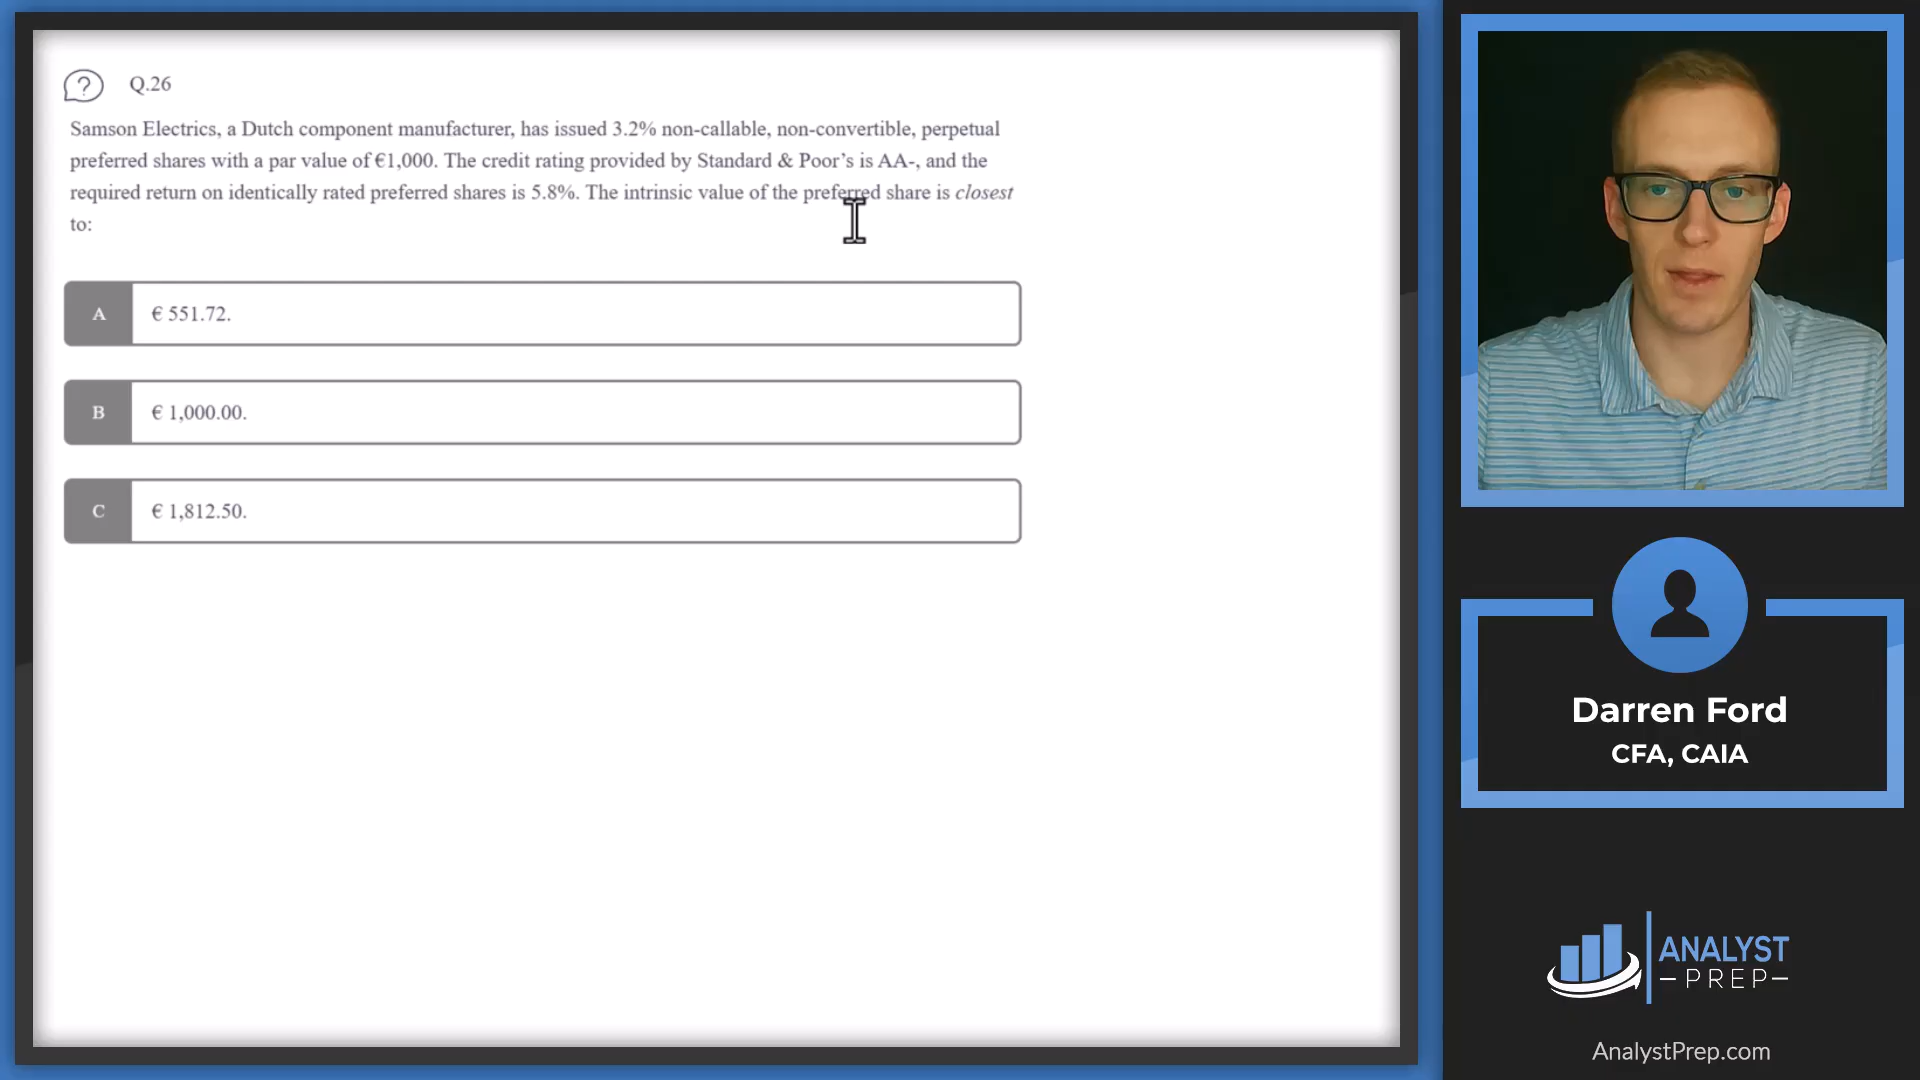 ?
Q.26
Samson Electrics, a Dutch component manufacturer, has issued 3.2% non-callable, non-convertible, perpetual
preferred shares with a par value of €1,000. The credit rating provided by Standard & Poor’s is AA-, and the
required return on identically rated preferred shares is 5.8%. The intrinsic value of the preferred share is closest
to:
A
€ 551.72.
B
€ 1,000.00.
C
€ 1,812.50.
Darren Ford
CFA, CAIA
ANALYST
PREP
AnalystPrep.com